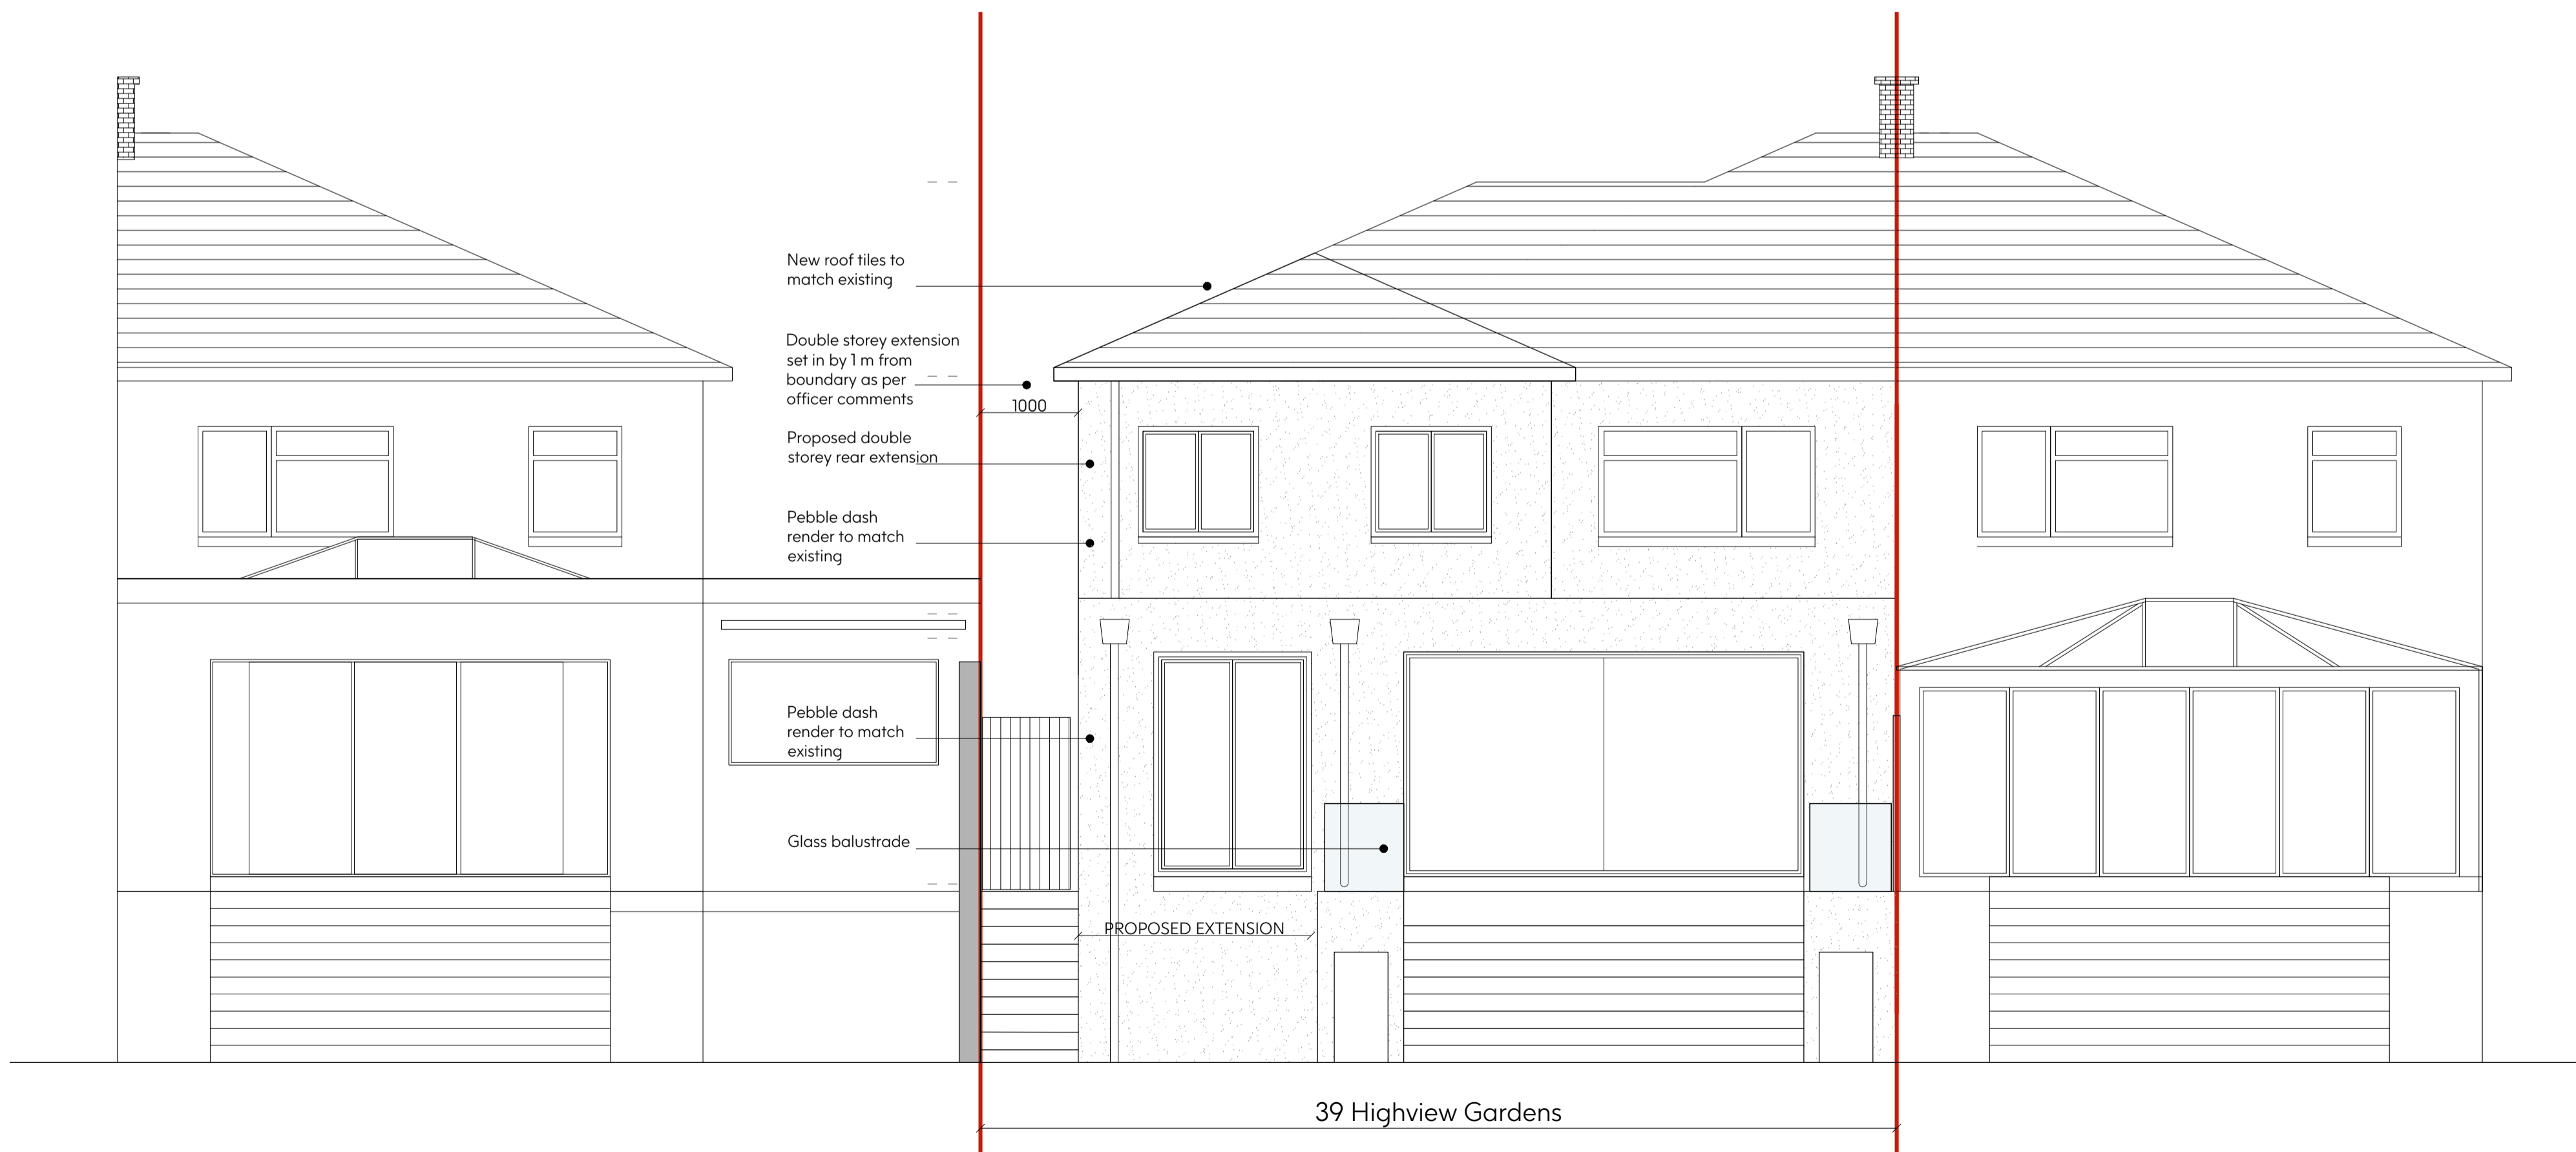 New roof tiles to
match existing
Double storey extension
set in by 1 m from
boundary as per
officer comments
1000
Proposed double
storey rear extension
Pebble dash
render to match
existing
Pebble dash
render to match
existing
Glass balustrade
PROPOSED EXTENSION
39 Highview Gardens